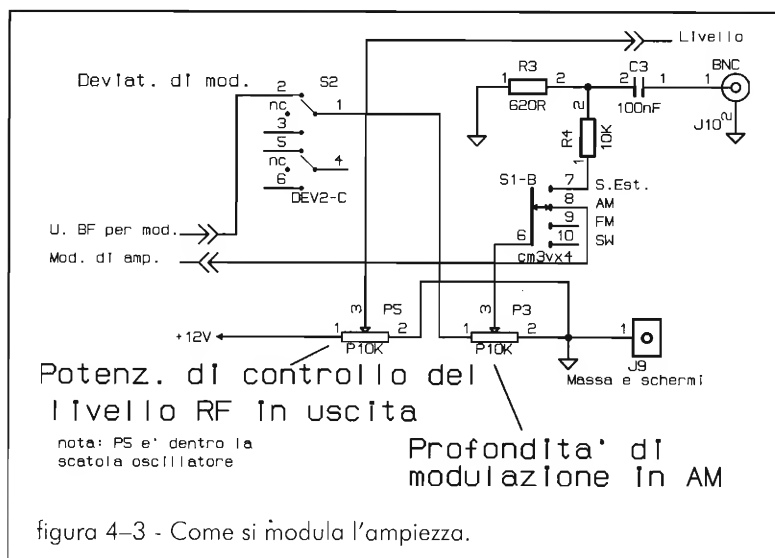 Livello
Deviat. di mod.
S2
2
nc
1
3
5
nc
4
6
DEV2-C
R3
1
2
620R
C3
2
1
100nF
BNC
1
2
J10
2
R4
10K
1
S1-B
7
S.Est.
8
AM
9
FM
6
10
SW
cm3vx4
U. BF per mod.
Mod. di amp.
+12V
1
3
P5
2
P10K
1
3
P3
2
P10K
1
J9
Massa e schermi
Potenz. di controllo del
livello RF in uscita
nota: P5 e' dentro la
scatola oscillatore
Profondita' di
modulazione in AM
figura 4–3 - Come si modula l'ampiezza.